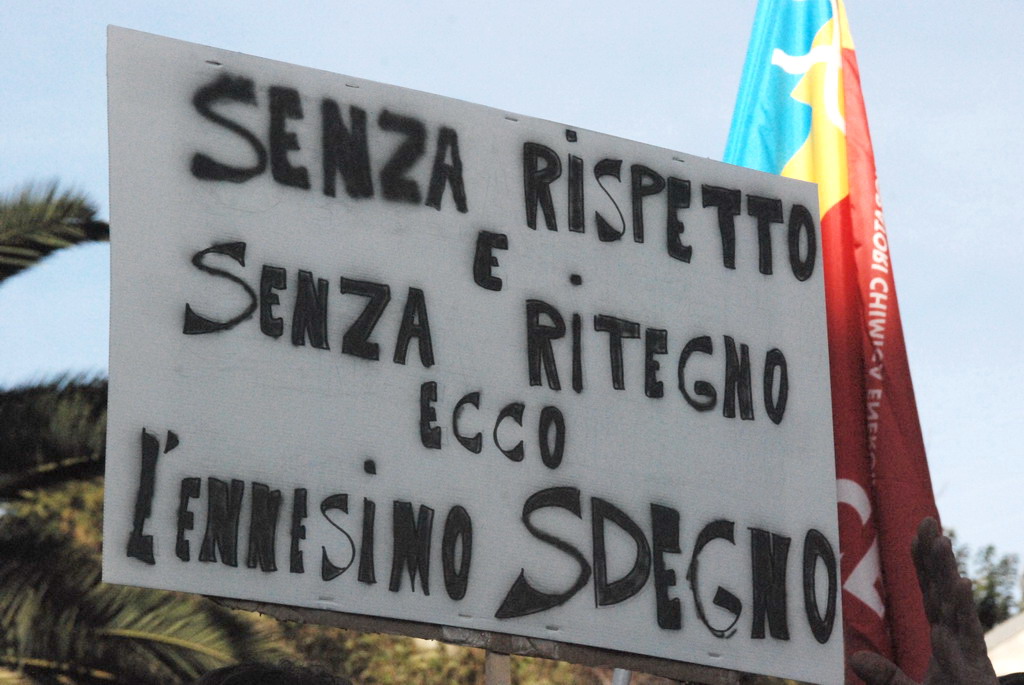 SENZA RISPETTO
E
SENZA RITEGNO
ECCO
L'ENNESIMO SDEGNO